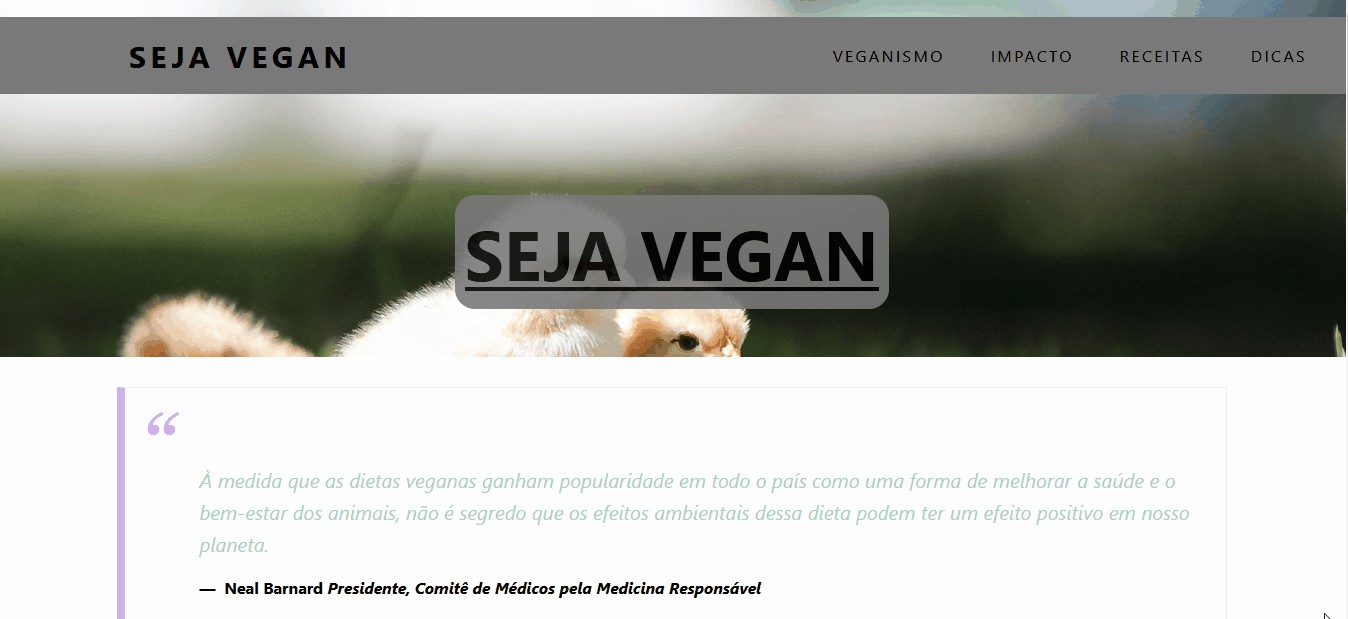 SEJA VEGAN
VEGANISMO IMPACTO RECEITAS DICAS
SEJA VEGAN
“
À medida que as dietas veganas ganham popularidade em todo o país como uma forma de melhorar a saúde e o
bem-estar dos animais, não é segredo que os efeitos ambientais dessa dieta podem ter um efeito positivo em nosso
planeta.
— Neal Barnard Presidente, Comitê de Médicos pela Medicina Responsável